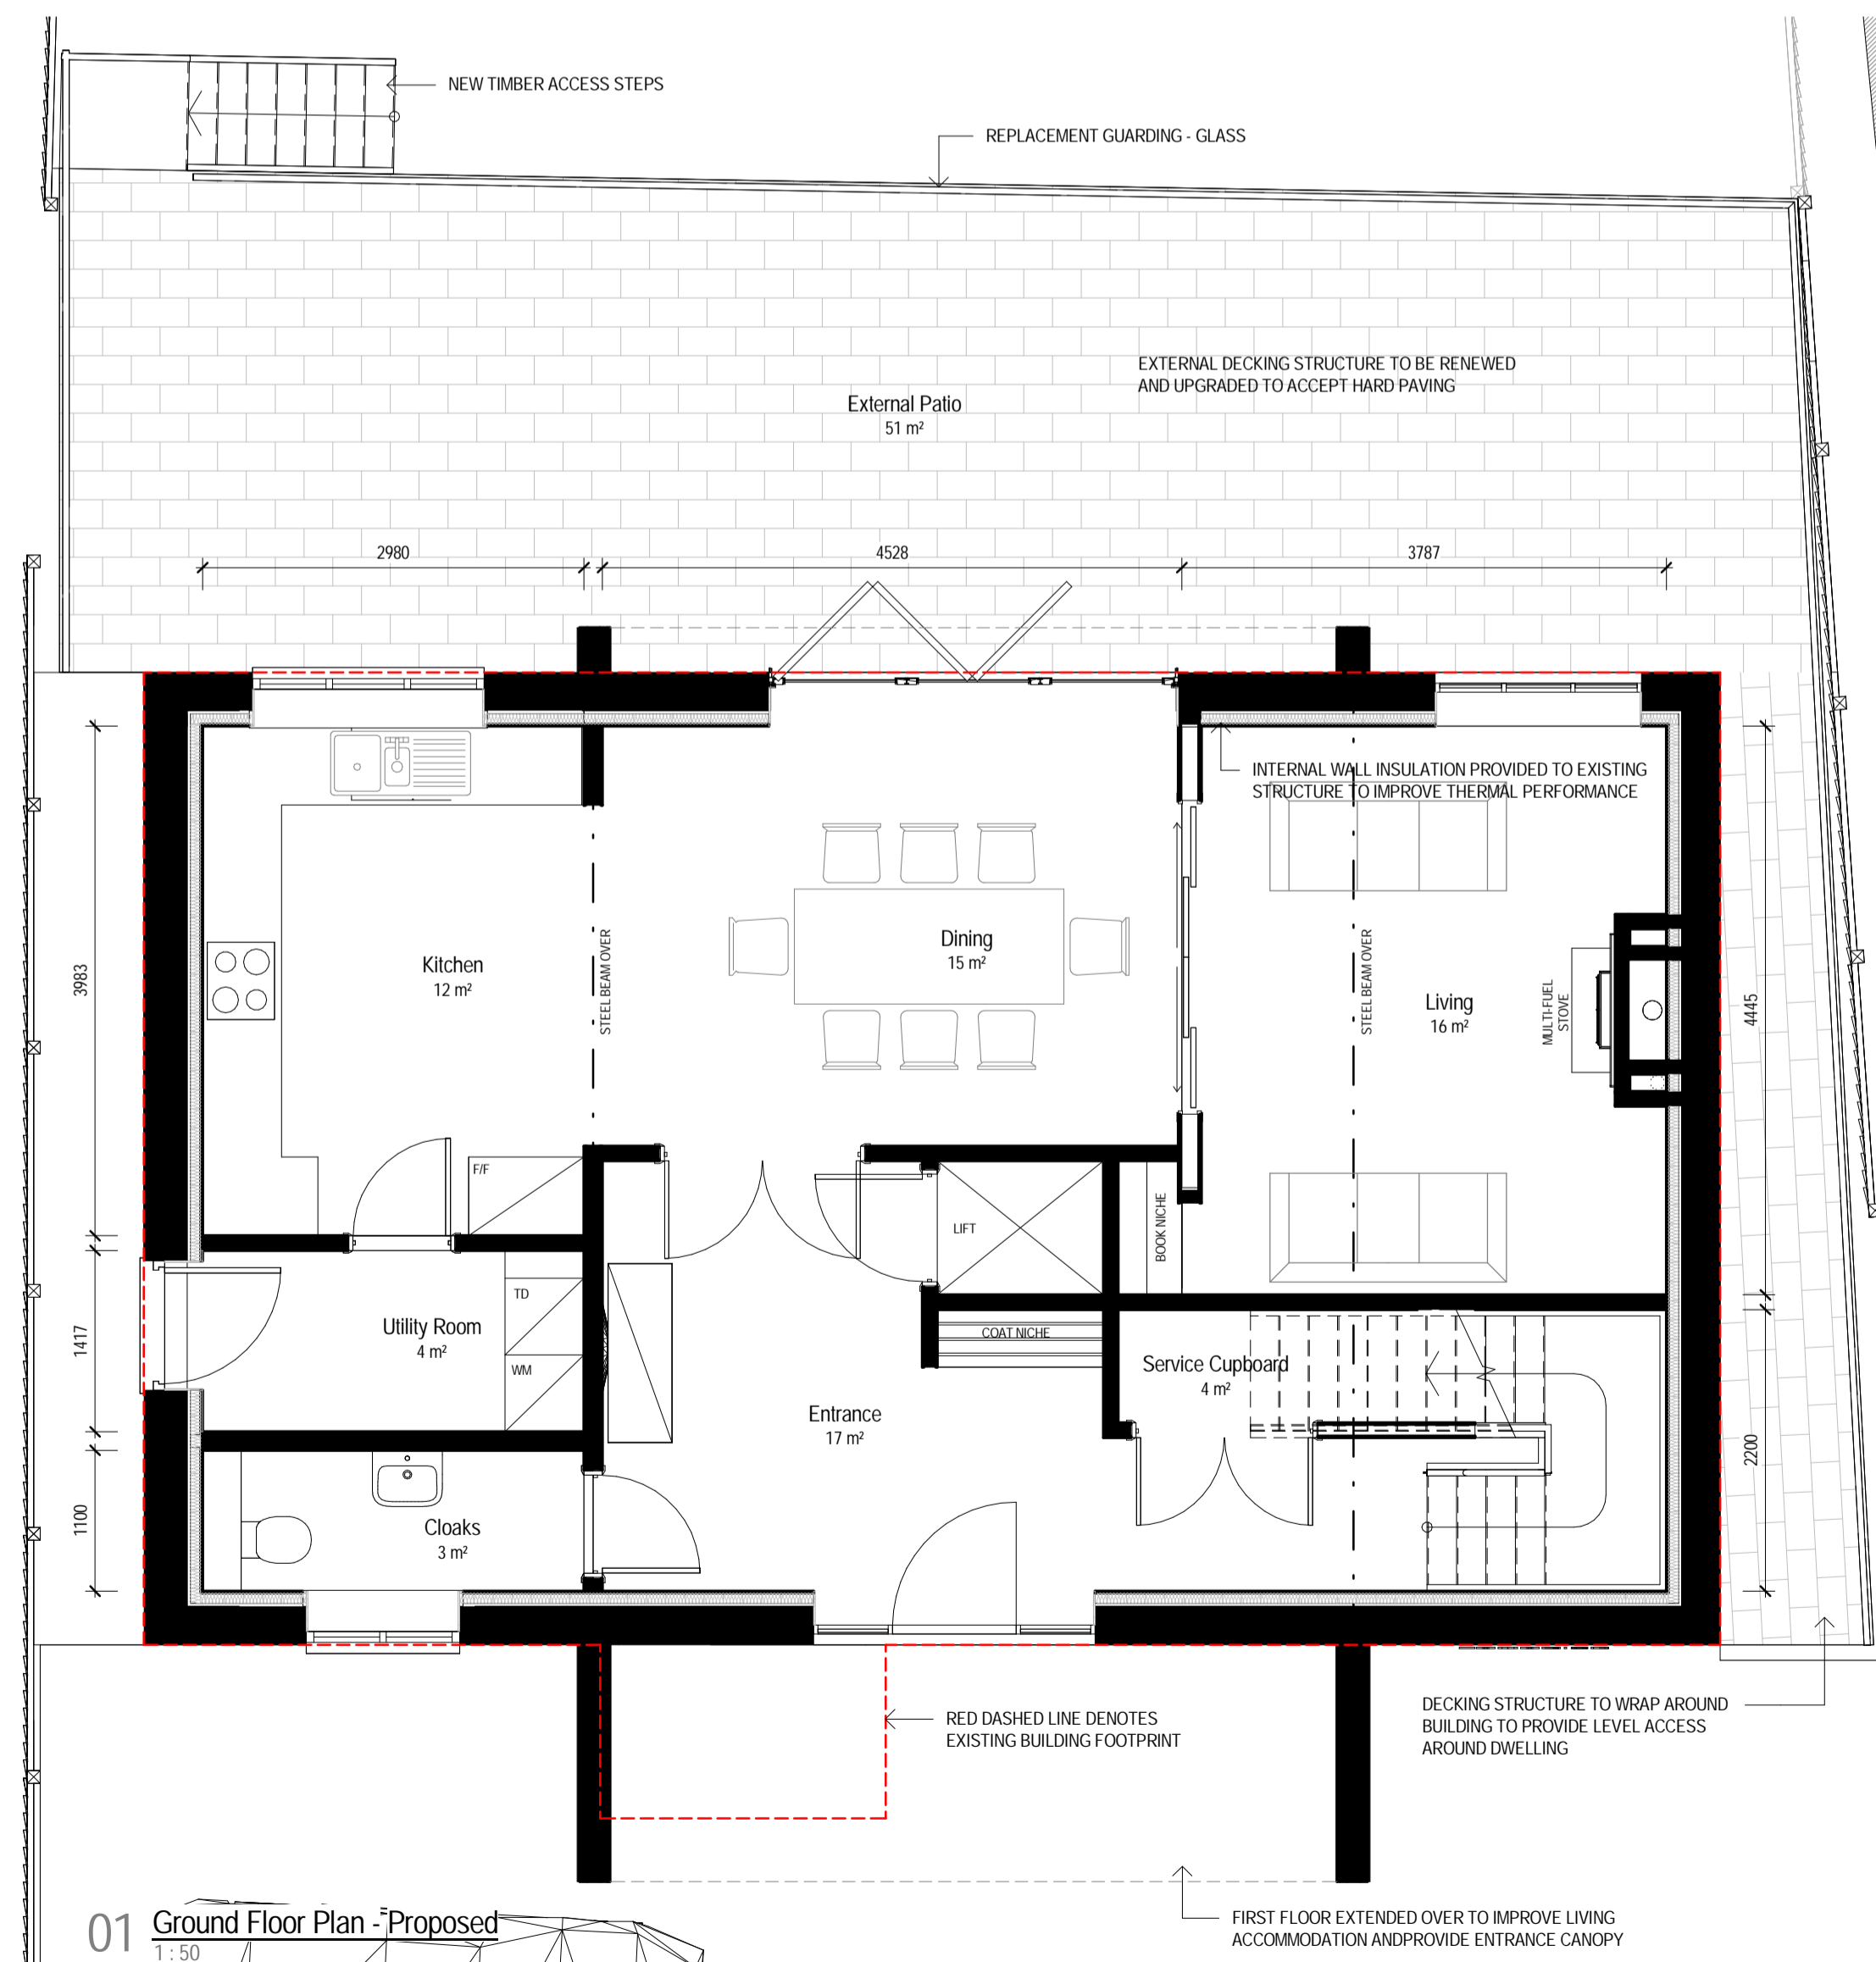 NEW TIMBER ACCESS STEPS
REPLACEMENT GUARDING - GLASS
EXTERNAL DECKING STRUCTURE TO BE RENEWED
AND UPGRADED TO ACCEPT HARD PAVING
External Patio
51 m²
2980
4528
3787
INTERNAL WALL INSULATION PROVIDED TO EXISTING
STRUCTURE TO IMPROVE THERMAL PERFORMANCE
3983
Kitchen
12 m²
STEEL BEAM OVER
Dining
15 m²
STEEL BEAM OVER
Living
16 m²
MULTI-FUEL
STOVE
4445
F/F
LIFT
BOOK NICHE
1417
Utility Room
4 m²
TD
WM
COAT NICHE
Service Cupboard
4 m²
Entrance
17 m²
2200
1100
Cloaks
3 m²
RED DASHED LINE DENOTES
EXISTING BUILDING FOOTPRINT
DECKING STRUCTURE TO WRAP AROUND
BUILDING TO PROVIDE LEVEL ACCESS
AROUND DWELLING
FIRST FLOOR EXTENDED OVER TO IMPROVE LIVING
ACCOMMODATION ANDPROVIDE ENTRANCE CANOPY
01 Ground Floor Plan - Proposed
1 : 50